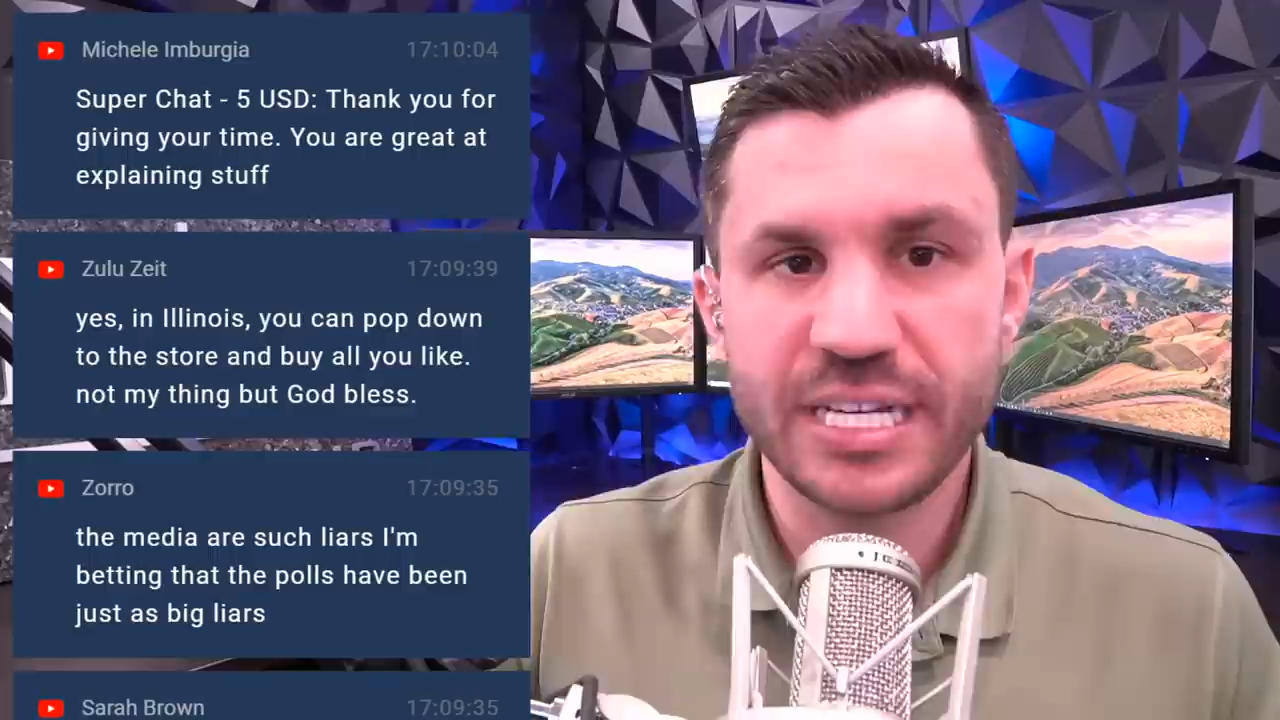 Michele Imburgia 17:10:04
Super Chat - 5 USD: Thank you for
giving your time. You are great at
explaining stuff
Zulu Zeit 17:09:39
yes, in Illinois, you can pop down
to the store and buy all you like.
not my thing but God bless.
Zorro 17:09:35
the media are such liars I'm
betting that the polls have been
just as big liars
Sarah Brown 17:09:35